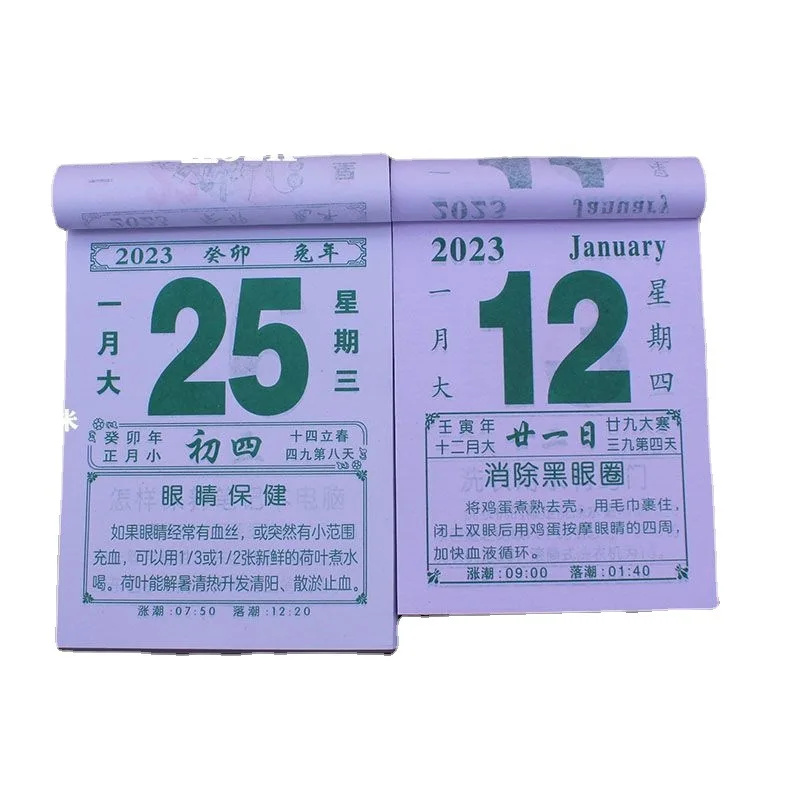 2023 癸卯 兔年
一月大
25
星期三
癸卯年
正月小
初四
十四立春
四九第八天
眼睛保健
如果眼睛经常有血丝，或突然有小范围
充血，可以用1/3或1/2张新鲜的荷叶煮水
喝。荷叶能解暑清热升发清阳、散淤止血。
涨潮:07:50 落潮:12:20
2023 January
一月大
12
星期四
壬寅年
十二月大
廿一日
廿九大寒
三九第四天
消除黑眼圈
将鸡蛋煮熟去壳，用毛巾裹住，
闭上双眼后用鸡蛋按摩眼睛的四周，
加快血液循环。
涨潮:09:00 落潮:01:40